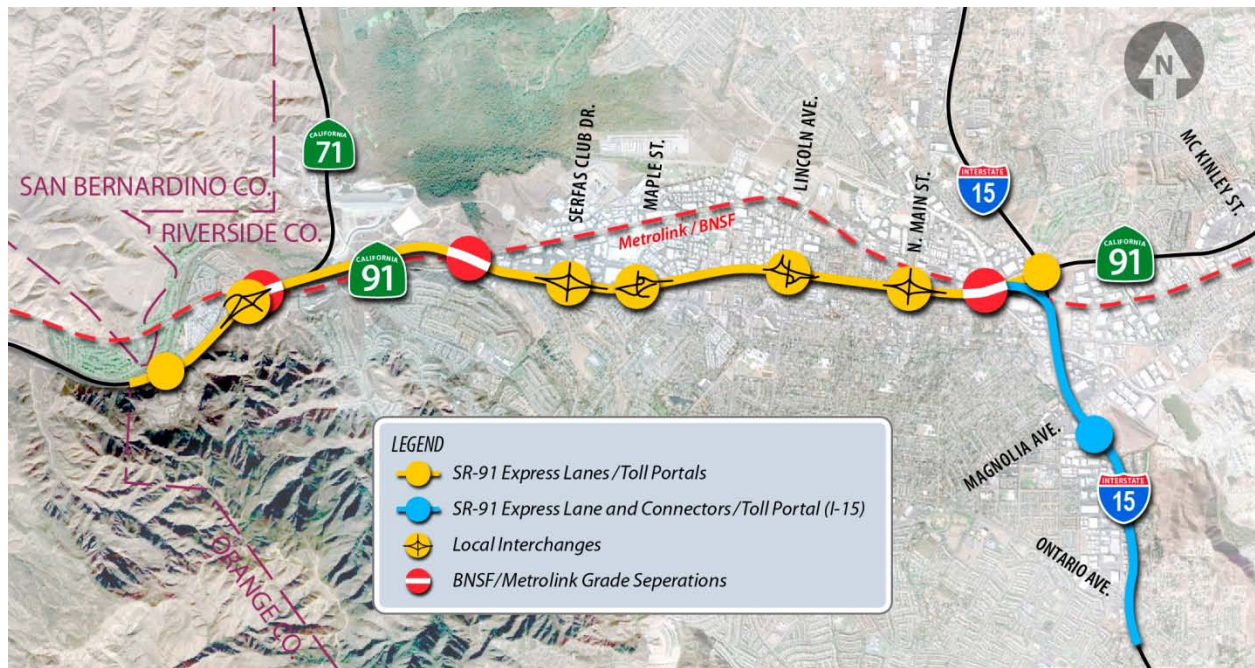 N
CALIFORNIA
71
SAN BERNARDINO CO.
RIVERSIDE CO.
SERFAS CLUB DR.
MAPLE ST.
LINCOLN AVE.
N. MAIN ST.
INTERSTATE
15
MC KINLEY ST.
Metrolink / BNSF
CALIFORNIA
91
CALIFORNIA
91
ORANGE CO.
MAGNOLIA AVE.
INTERSTATE
15
ONTARIO AVE.
LEGEND
SR-91 Express Lanes/Toll Portals
SR-91 Express Lane and Connectors/Toll Portal (I-15)
Local Interchanges
BNSF/Metrolink Grade Seperations